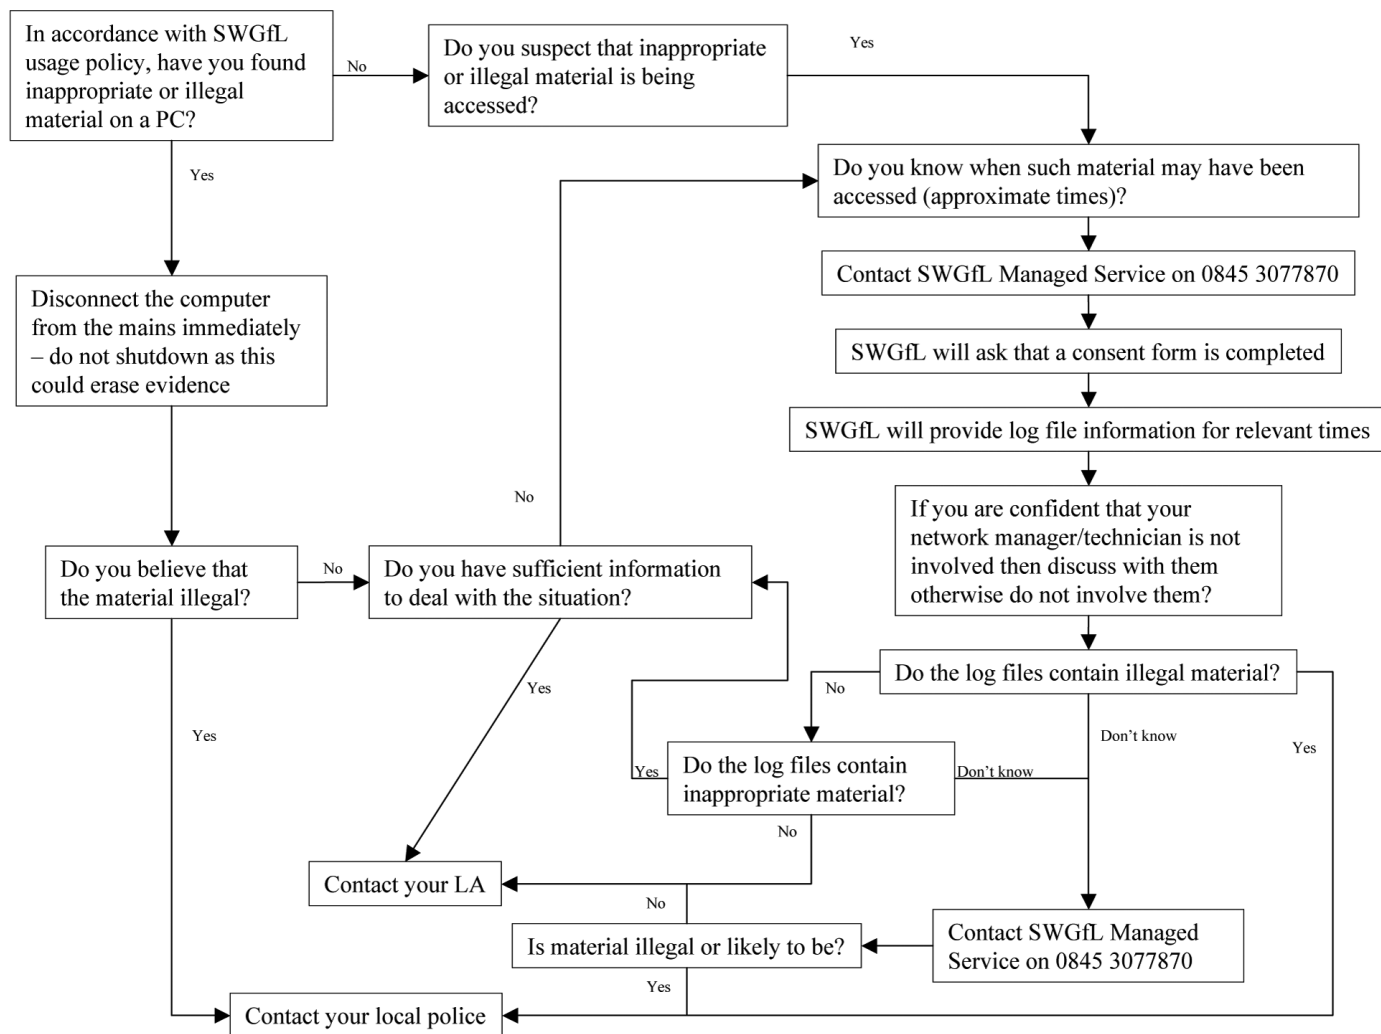 In accordance with SWGfL
usage policy, have you found
inappropriate or illegal
material on a PC?
No
Do you suspect that inappropriate
or illegal material is being
accessed?
Yes
Yes
Do you know when such material may have been
accessed (approximate times)?
Contact SWGfL Managed Service on 0845 3077870
Disconnect the computer
from the mains immediately
– do not shutdown as this
could erase evidence
SWGfL will ask that a consent form is completed
SWGfL will provide log file information for relevant times
No
If you are confident that your
network manager/technician is not
involved then discuss with them
otherwise do not involve them?
Do you believe that
the material illegal?
No
Do you have sufficient information
to deal with the situation?
Do the log files contain illegal material?
No
Yes
Yes
Don’t know
Yes
Yes
Do the log files contain
inappropriate material?
Don’t know
No
Contact your LA
No
Is material illegal or likely to be?
Contact SWGfL Managed
Service on 0845 3077870
Yes
Contact your local police